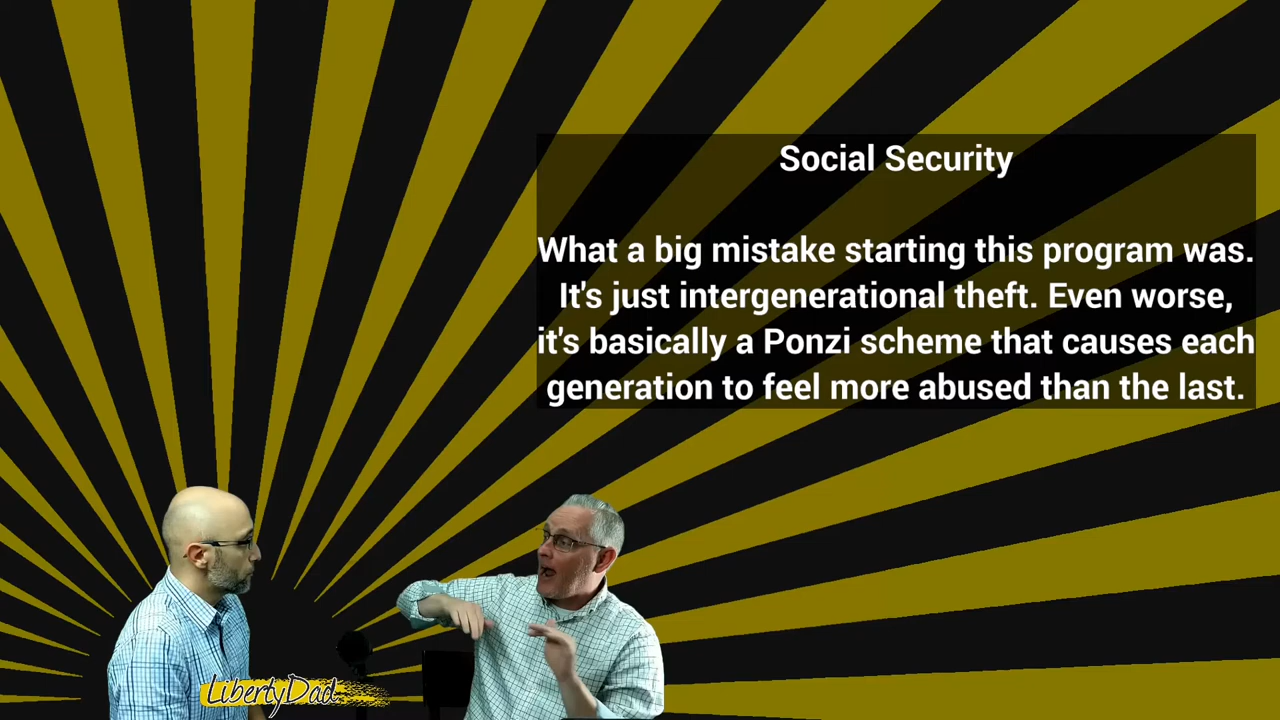 Social Security
What a big mistake starting this program was.
It's just intergenerational theft. Even worse,
it's basically a Ponzi scheme that causes each
generation to feel more abused than the last.
LibertyDad